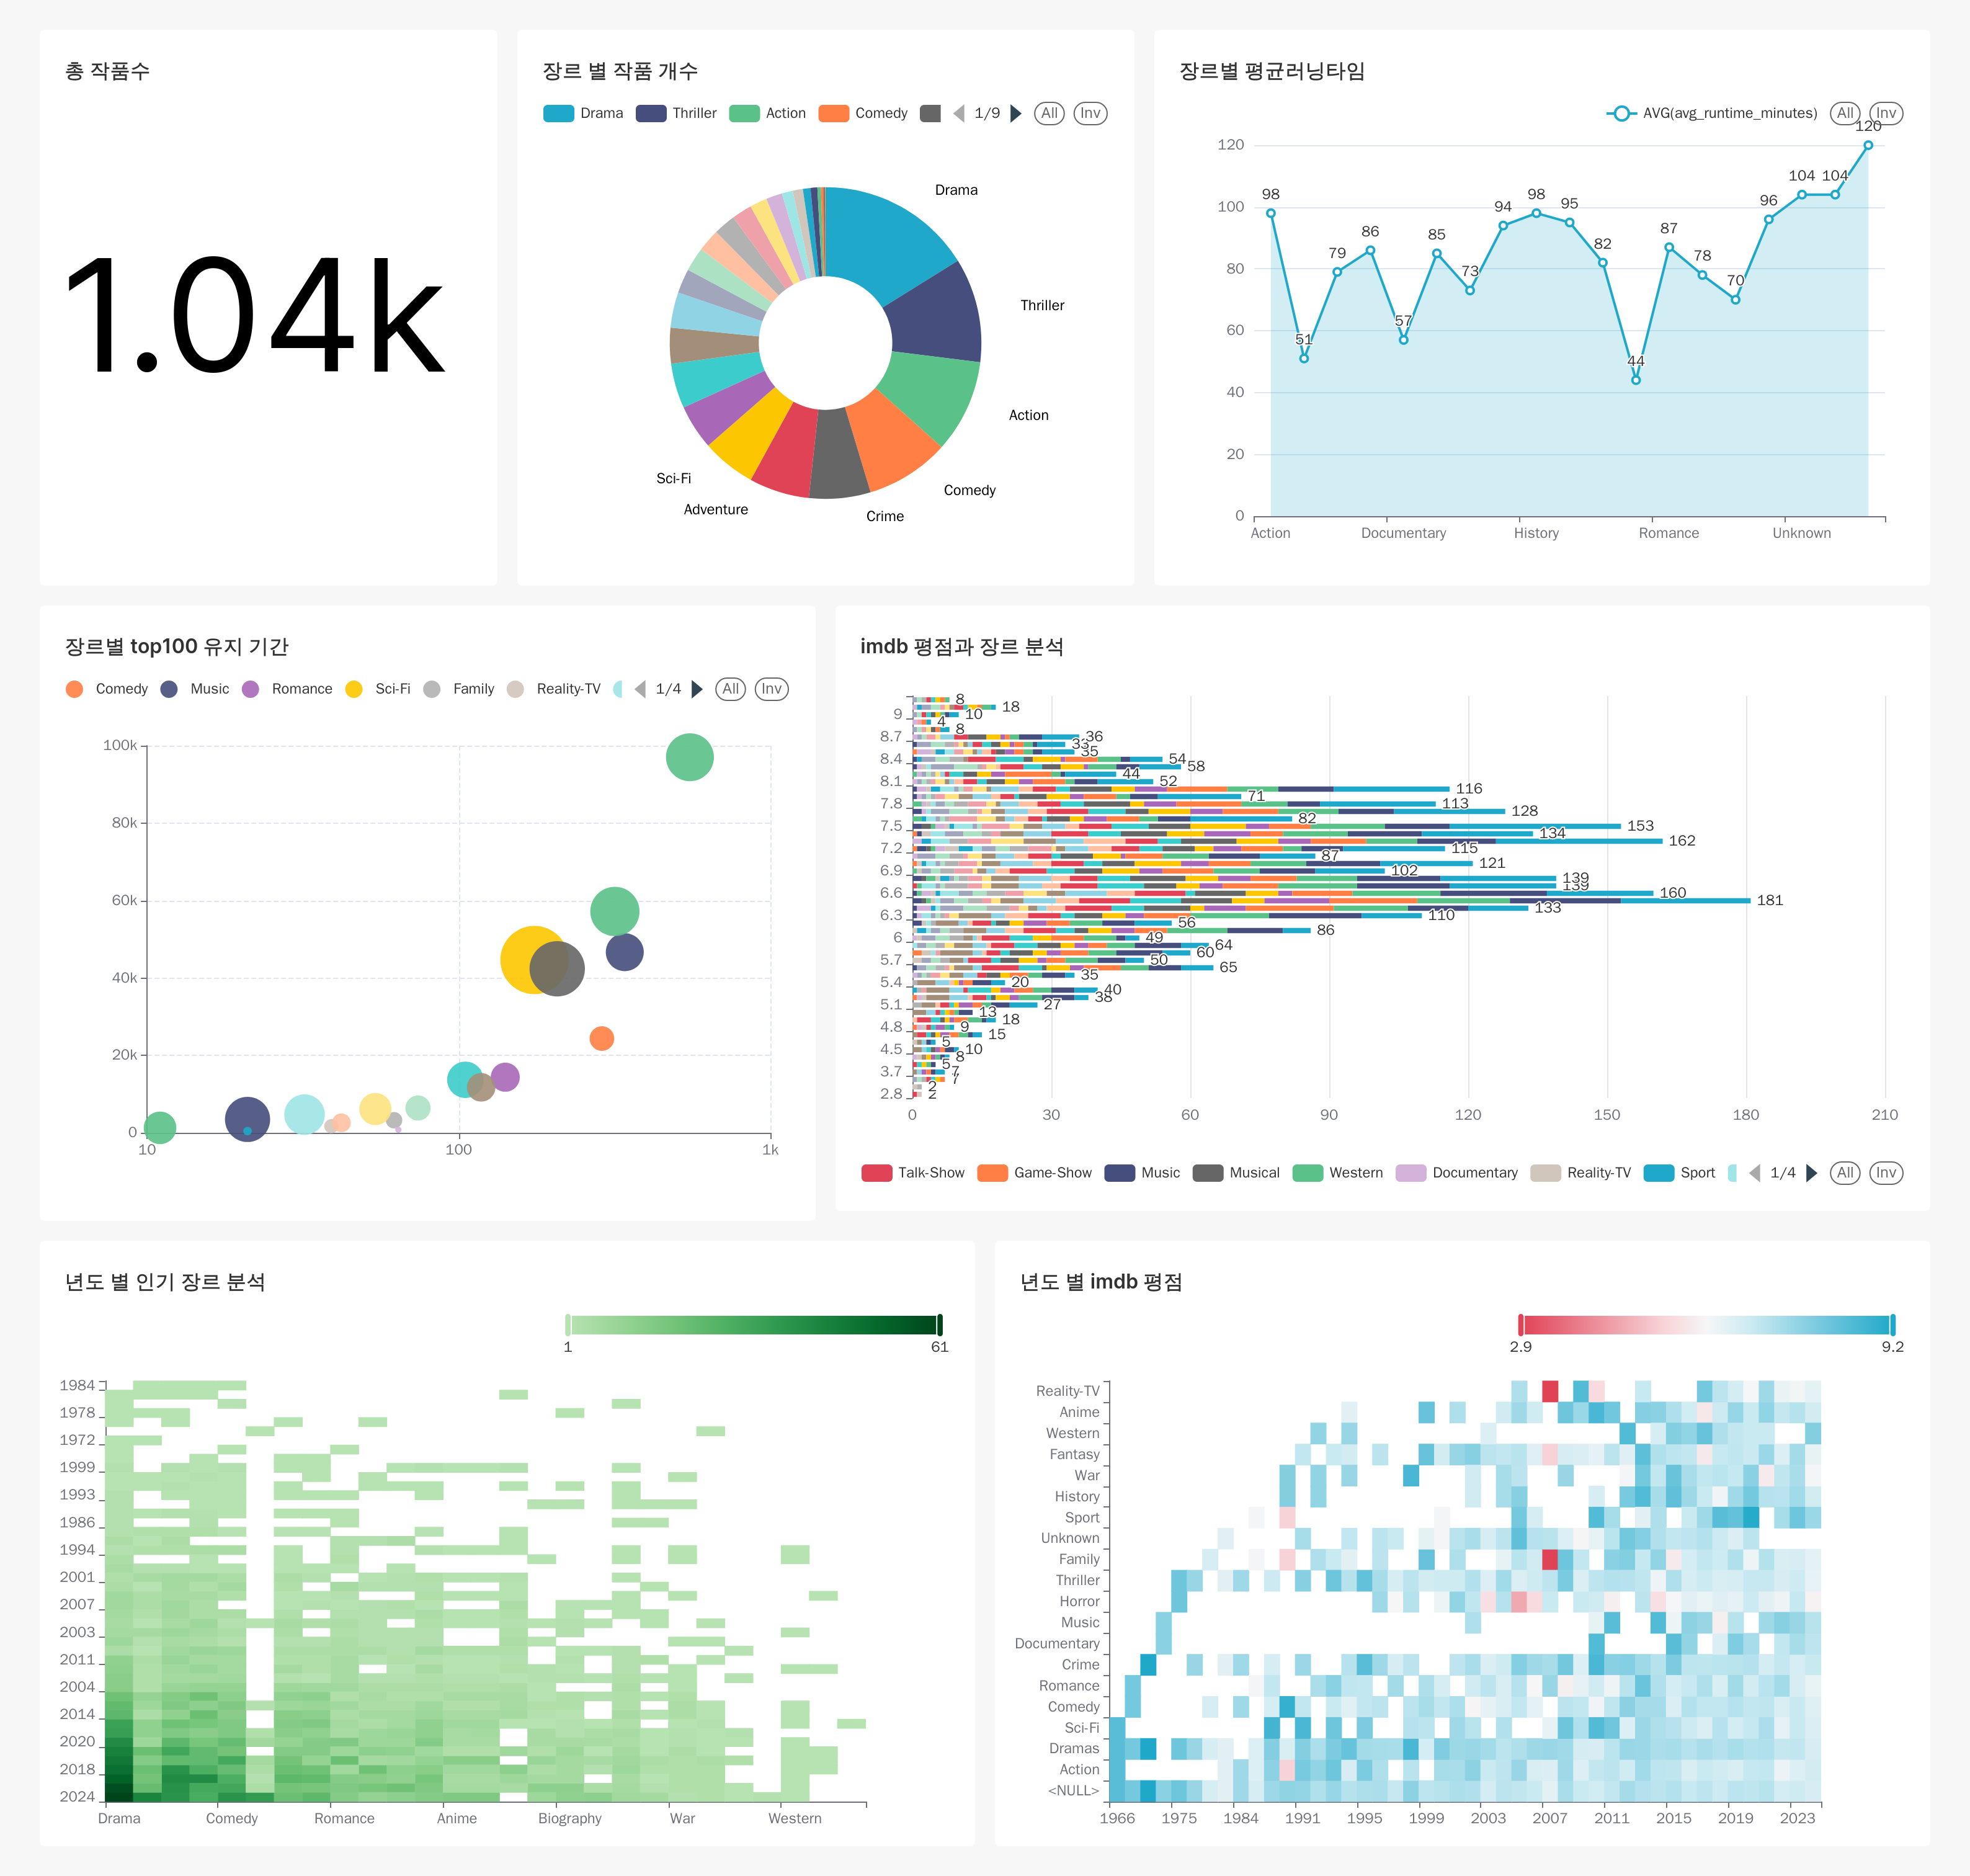 총 작품수
1.04k
장르 별 작품 개수
Drama Thriller Action Comedy 1/9 All Inv
Drama
Thriller
Action
Comedy
Crime
Adventure
Sci-Fi
장르별 평균러닝타임
AVG(avg_runtime_minutes) All Inv
120
100
80
60
40
20
0
98 51 79 86 57 85 73 94 98 95 82 44 87 78 70 96 104 104 120
Action Documentary History Romance Unknown
장르별 top100 유지 기간
Comedy Music Romance Sci-Fi Family Reality-TV 1/4 All Inv
100k
80k
60k
40k
20k
0
10 100 1k
imdb 평점과 장르 분석
8
18
9 10
4
8
8.7 36
33
35
8.4 54
58
44
8.1 52
116
71
7.8 113
128
82
7.5 153
134
162
7.2 115
87
121
6.9 102
139
139
6.6 160
181
133
6.3 110
56
86
6 49
64
60
5.7 50
65
35
5.4 20
40
38
5.1 27
13
18
4.8 9
15
5
4.5 10
8
5
3.7 7
7
2
2.8 2
0 30 60 90 120 150 180 210
Talk-Show Game-Show Music Musical Western Documentary Reality-TV Sport 1/4 All Inv
년도 별 인기 장르 분석
1 61
1984
1978
1972
1999
1993
1986
1994
2001
2007
2003
2011
2004
2014
2020
2018
2024
Drama Comedy Romance Anime Biography War Western
년도 별 imdb 평점
2.9 9.2
Reality-TV
Anime
Western
Fantasy
War
History
Sport
Unknown
Family
Thriller
Horror
Music
Documentary
Crime
Romance
Comedy
Sci-Fi
Dramas
Action
<NULL>
1966 1975 1984 1991 1995 1999 2003 2007 2011 2015 2019 2023